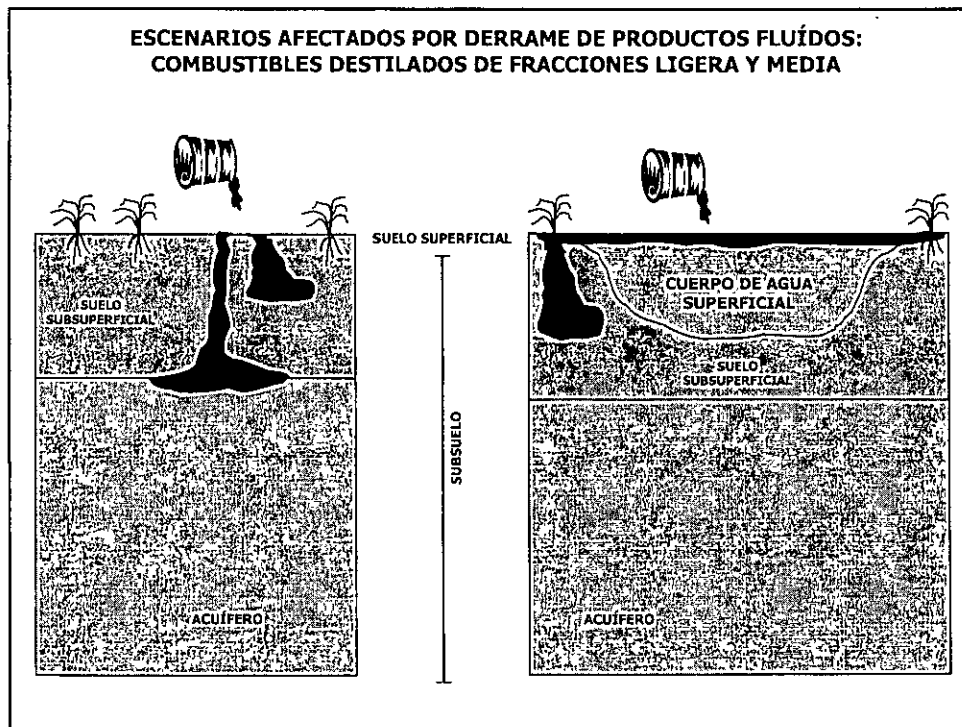 ESCENARIOS AFECTADOS POR DERRAME DE PRODUCTOS FLUÍDOS:
COMBUSTIBLES DESTILADOS DE FRACCIONES LIGERA Y MEDIA
SUELO SUPERFICIAL
SUELO
SUBSUPERFICIAL
ACUÍFERO
SUBSUELO
CUERPO DE AGUA
SUPERFICIAL
SUELO
SUBSUPERFICIAL
ACUÍFERO